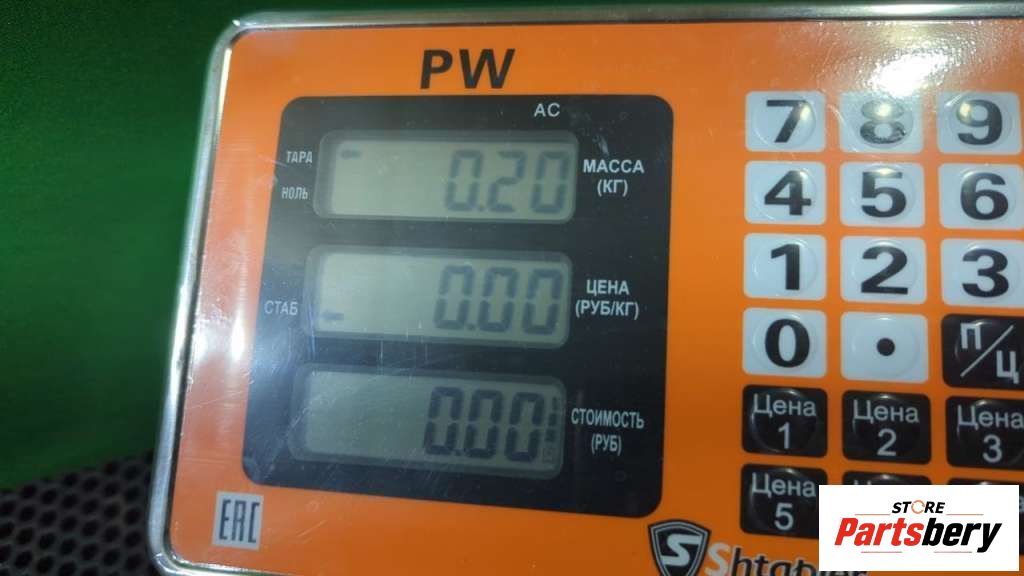 PW
AC
ТАРА
НОЛЬ
0.20
МАССА
(КГ)
СТАБ
0.00
ЦЕНА
(РУБ/КГ)
0.00
СТОИМОСТЬ
(РУБ)
7 8 9
4 5 6
1 2 3
0 • П/Ц
Цена 1
Цена 2
Цена 3
Цена 5
EAC
S Shtapler
STORE
Partsbery